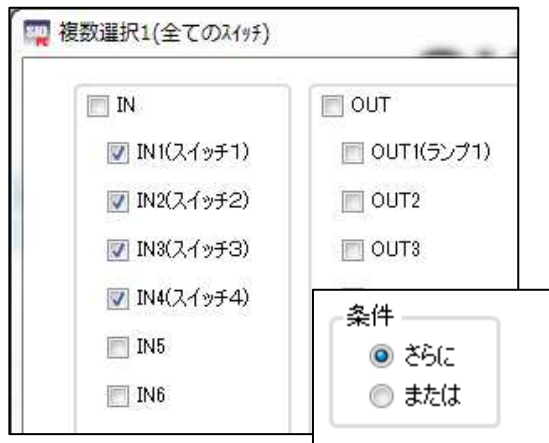 SIO
PC
複数選択1(全てのｽｲｯﾁ)
IN
IN1(スイッチ1)
IN2(スイッチ2)
IN3(スイッチ3)
IN4(スイッチ4)
IN5
IN6
OUT
OUT1(ランプ1)
OUT2
OUT3
条件
さらに
または